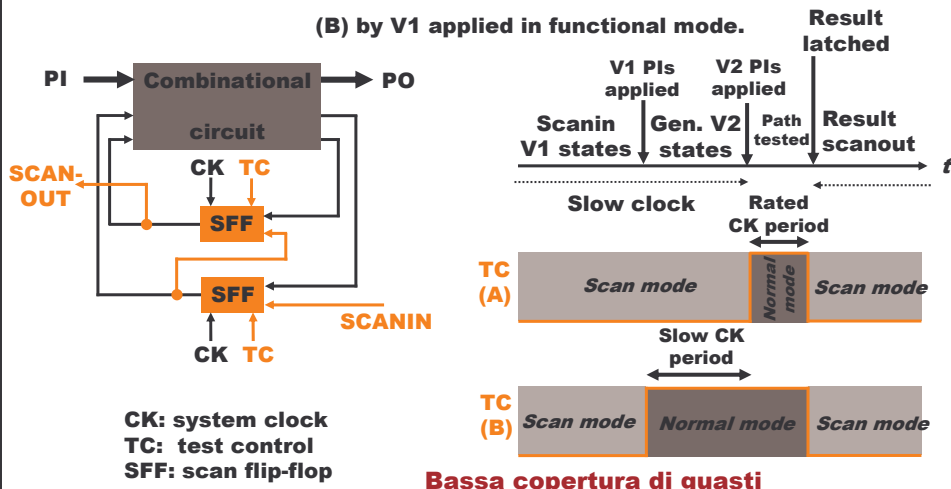 (B) by V1 applied in functional mode.
PI
Combinational
circuit
PO
SCAN-
OUT
CK
TC
SFF
SFF
SCANIN
CK
TC
CK: system clock
TC: test control
SFF: scan flip-flop
Result
latched
V1 PIs
applied
V2 PIs
applied
Scanin
V1 states
Gen. V2
states
Path
tested
Result
scanout
t
Slow clock
Rated
CK period
TC
(A)
Scan mode
Normal
mode
Scan mode
Slow CK
period
TC
(B)
Scan mode
Normal mode
Scan mode
Bassa copertura di guasti